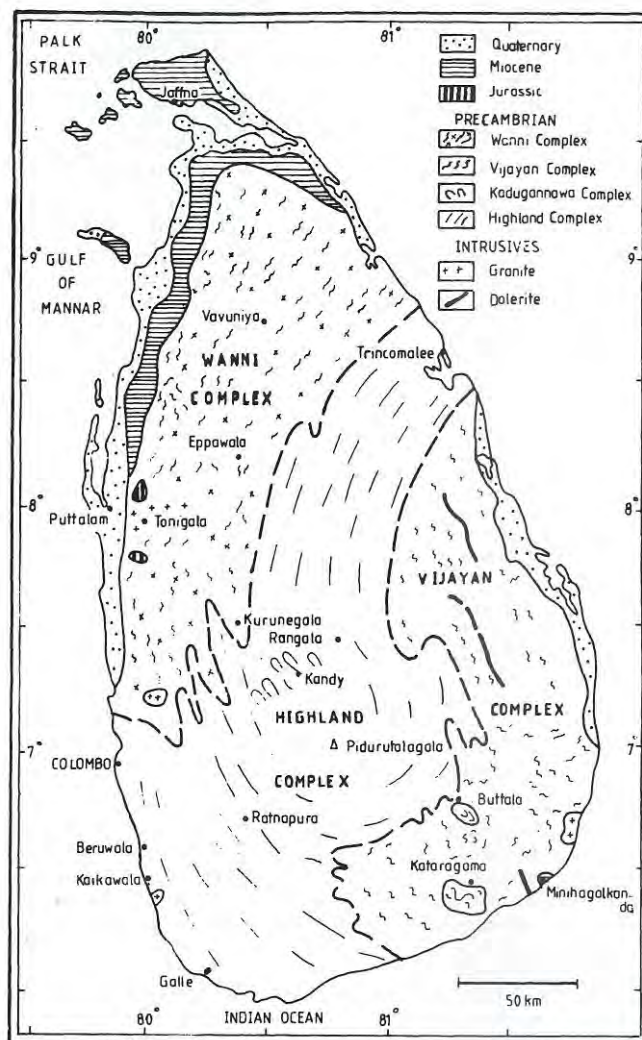 80°
81°
PALK
STRAIT
Jaffna
Quaternary
Miocene
Jurassic
PRECAMBRIAN
Wanni Complex
Vijayan Complex
Kadugannawa Complex
Highland Complex
INTRUSIVES
Granite
Dolerite
9°
9°
GULF
OF
MANNAR
Vavuniya
WANNI
COMPLEX
Trincomalee
Eppawala
8°
8°
Puttalam
Tonigala
VIJAYAN
COMPLEX
Kurunegala
Rangala
Kandy
HIGHLAND
COMPLEX
7°
7°
Pidurutalagala
COLOMBO
Buttala
Ratnapura
Beruwala
Kaikawala
Kataragama
Minihagalkan-
da
Galle
50 km
80
81
INDIAN OCEAN